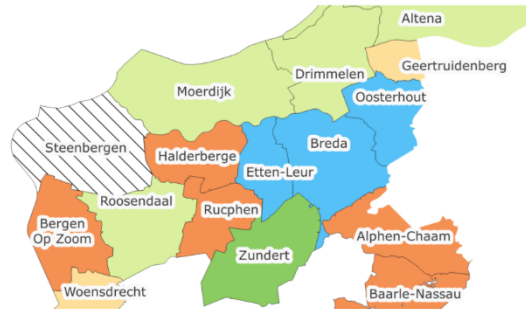 Altena
Geertruidenberg
Drimmelen
Moerdijk
Oosterhout
Steenbergen
Halderberge
Breda
Etten-Leur
Roosendaal
Rucphen
Bergen
Op Zoom
Alphen-Chaam
Zundert
Woensdrecht
Baarle-Nassau